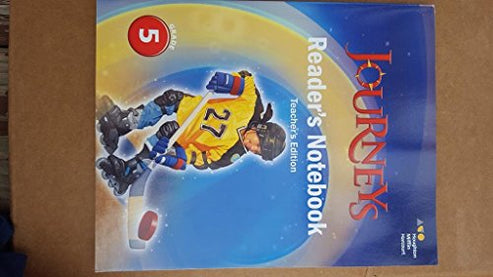 JOURNEYS
Reader's Notebook
Teacher's Edition
GRADE
5
27
Houghton
Mifflin
Harcourt